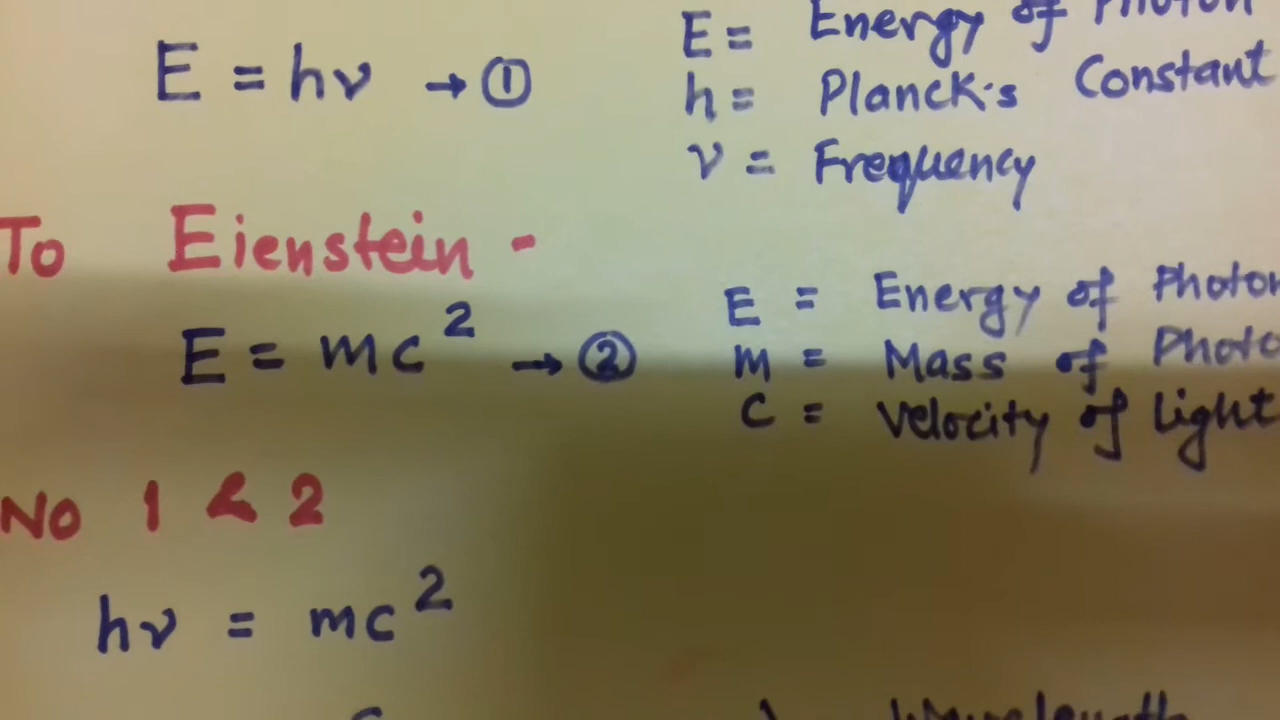 E = hν → ①
E = Energy of Photon
h = Planck's Constant
ν = Frequency
To Eienstein -
E = mc² → ②
E = Energy of Photon
m = Mass of Photo
C = Velocity of Light
No 1 & 2
hν = mc²
λ Wavelength